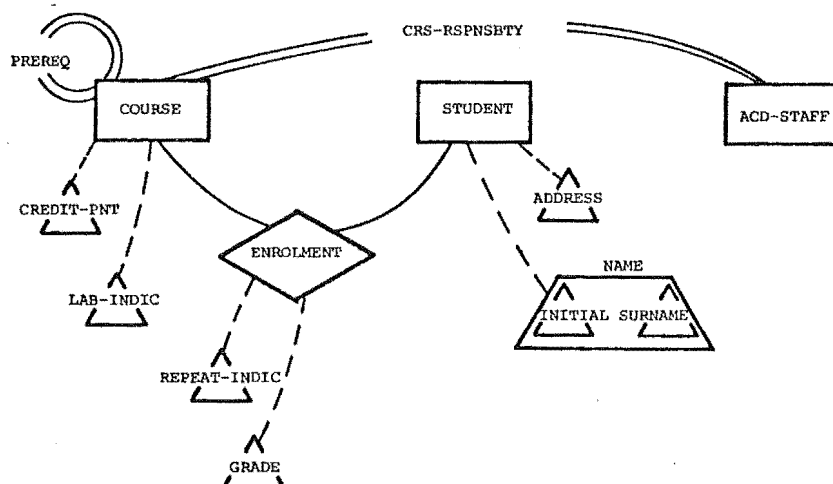 CRS-RSPNSBTY
PREREQ
COURSE
STUDENT
ACD-STAFF
CREDIT-PNT
ADDRESS
ENROLMENT
NAME
LAB-INDIC
INITIAL SURNAME
REPEAT-INDIC
GRADE